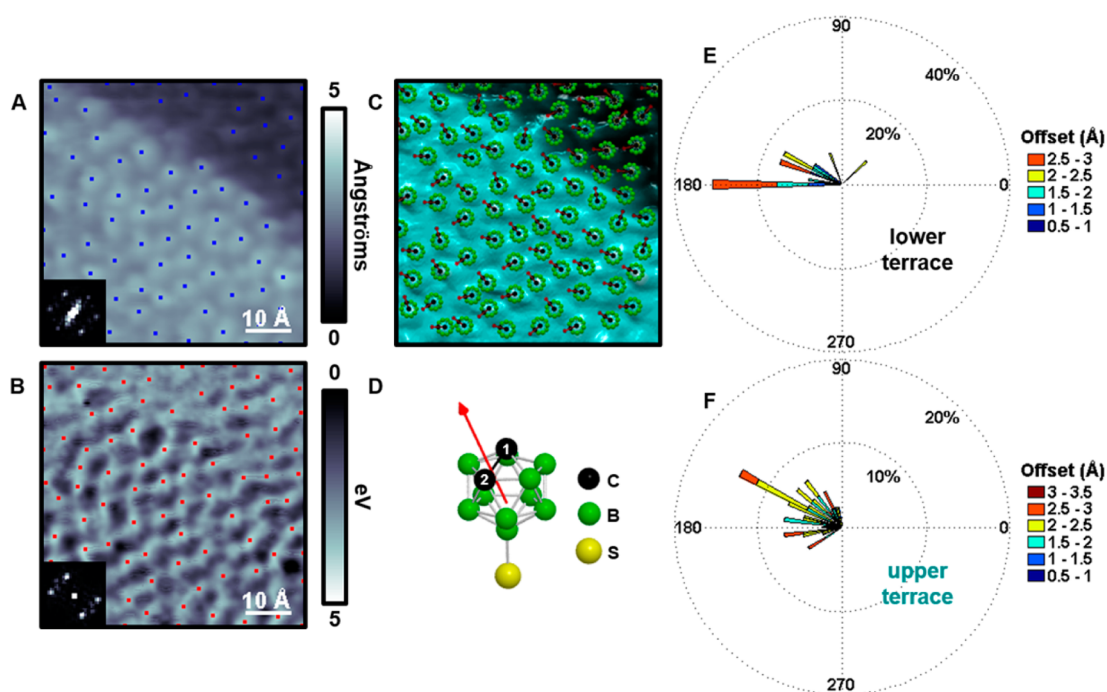 A
5
Ångströms
0
10 Å
B
0
eV
5
10 Å
C
D
1
2
C
B
S
E
90
40%
20%
180
0
lower
terrace
270
Offset (Å)
2.5 - 3
2 - 2.5
1.5 - 2
1 - 1.5
0.5 - 1
F
90
20%
10%
180
0
upper
terrace
270
Offset (Å)
3 - 3.5
2.5 - 3
2 - 2.5
1.5 - 2
1 - 1.5
0.5 - 1